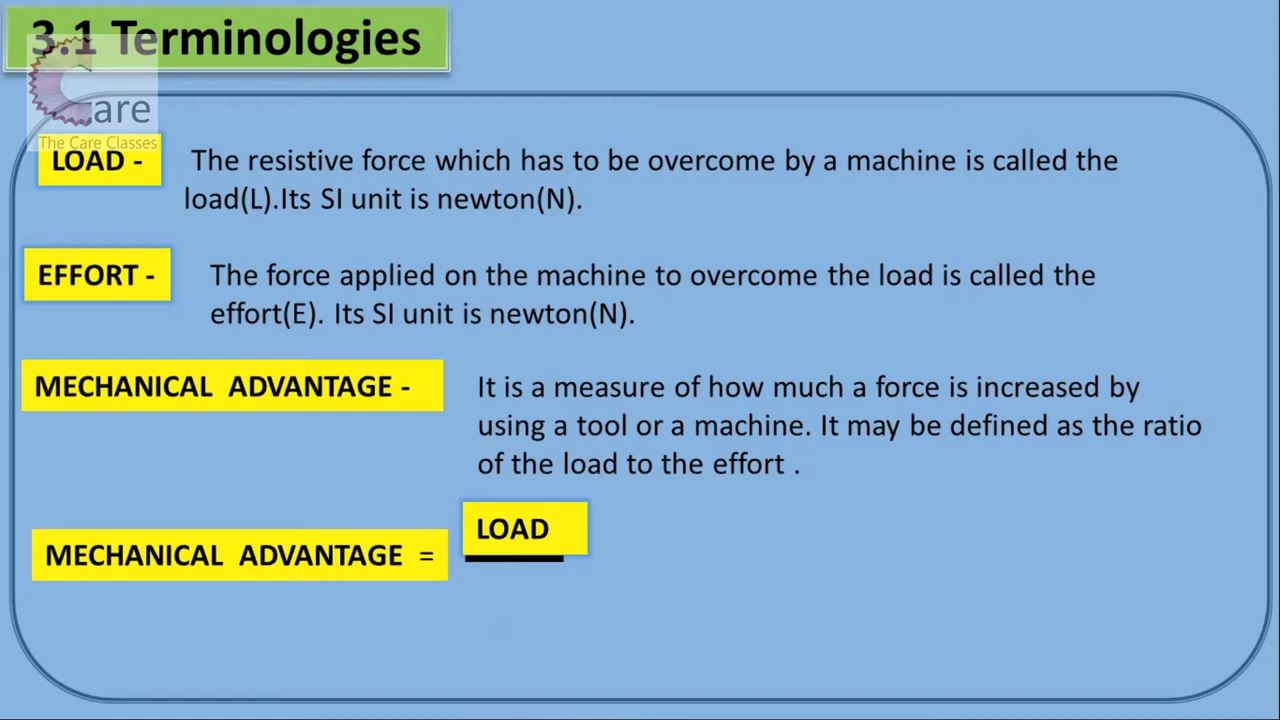 3.1 Terminologies
Care
The Care Classes
LOAD - The resistive force which has to be overcome by a machine is called the
load(L).Its SI unit is newton(N).
EFFORT - The force applied on the machine to overcome the load is called the
effort(E). Its SI unit is newton(N).
MECHANICAL ADVANTAGE - It is a measure of how much a force is increased by
using a tool or a machine. It may be defined as the ratio
of the load to the effort .
LOAD
MECHANICAL ADVANTAGE =